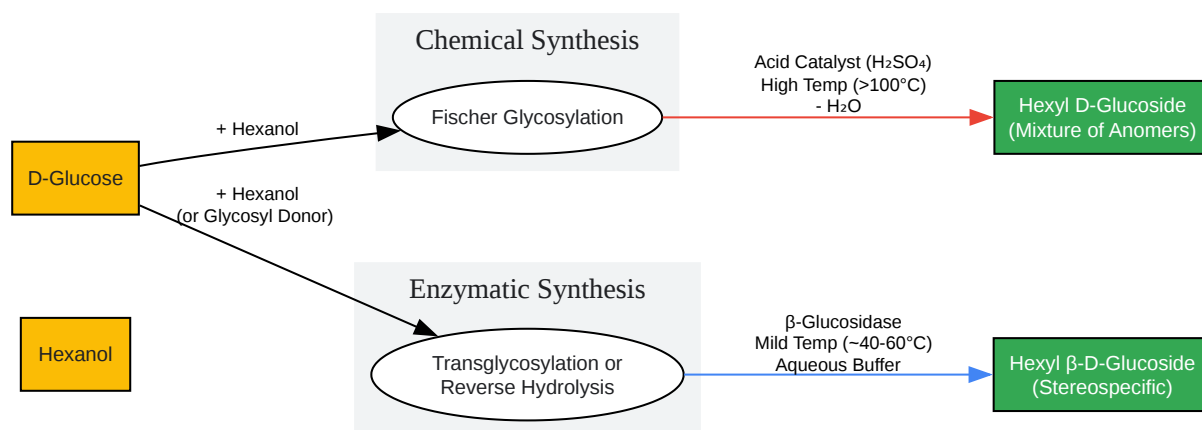 Chemical Synthesis
Acid Catalyst (H₂SO₄)
High Temp (>100°C)
- H₂O
Fischer Glycosylation
Hexyl D-Glucoside
(Mixture of Anomers)
+ Hexanol
D-Glucose
+ Hexanol
(or Glycosyl Donor)
Enzymatic Synthesis
β-Glucosidase
Mild Temp (~40-60°C)
Aqueous Buffer
Hexanol
Transglycosylation or
Reverse Hydrolysis
Hexyl β-D-Glucoside
(Stereospecific)